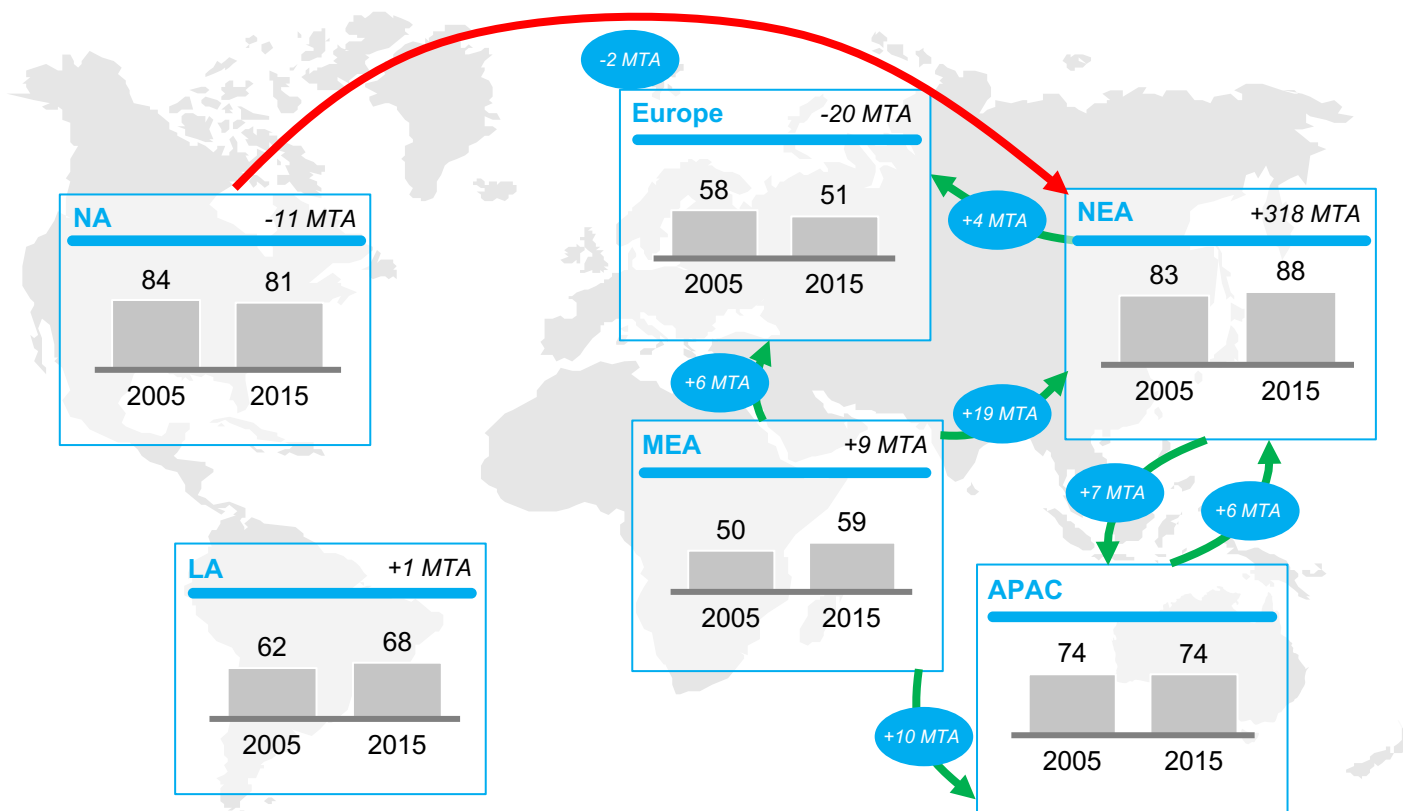 -2 MTA
Europe
-20 MTA
58
51
2005
2015
NA
-11 MTA
84
81
2005
2015
+4 MTA
NEA
+318 MTA
83
88
2005
2015
+6 MTA
+19 MTA
MEA
+9 MTA
50
59
2005
2015
+7 MTA
+6 MTA
LA
+1 MTA
62
68
2005
2015
APAC
74
74
2005
2015
+10 MTA